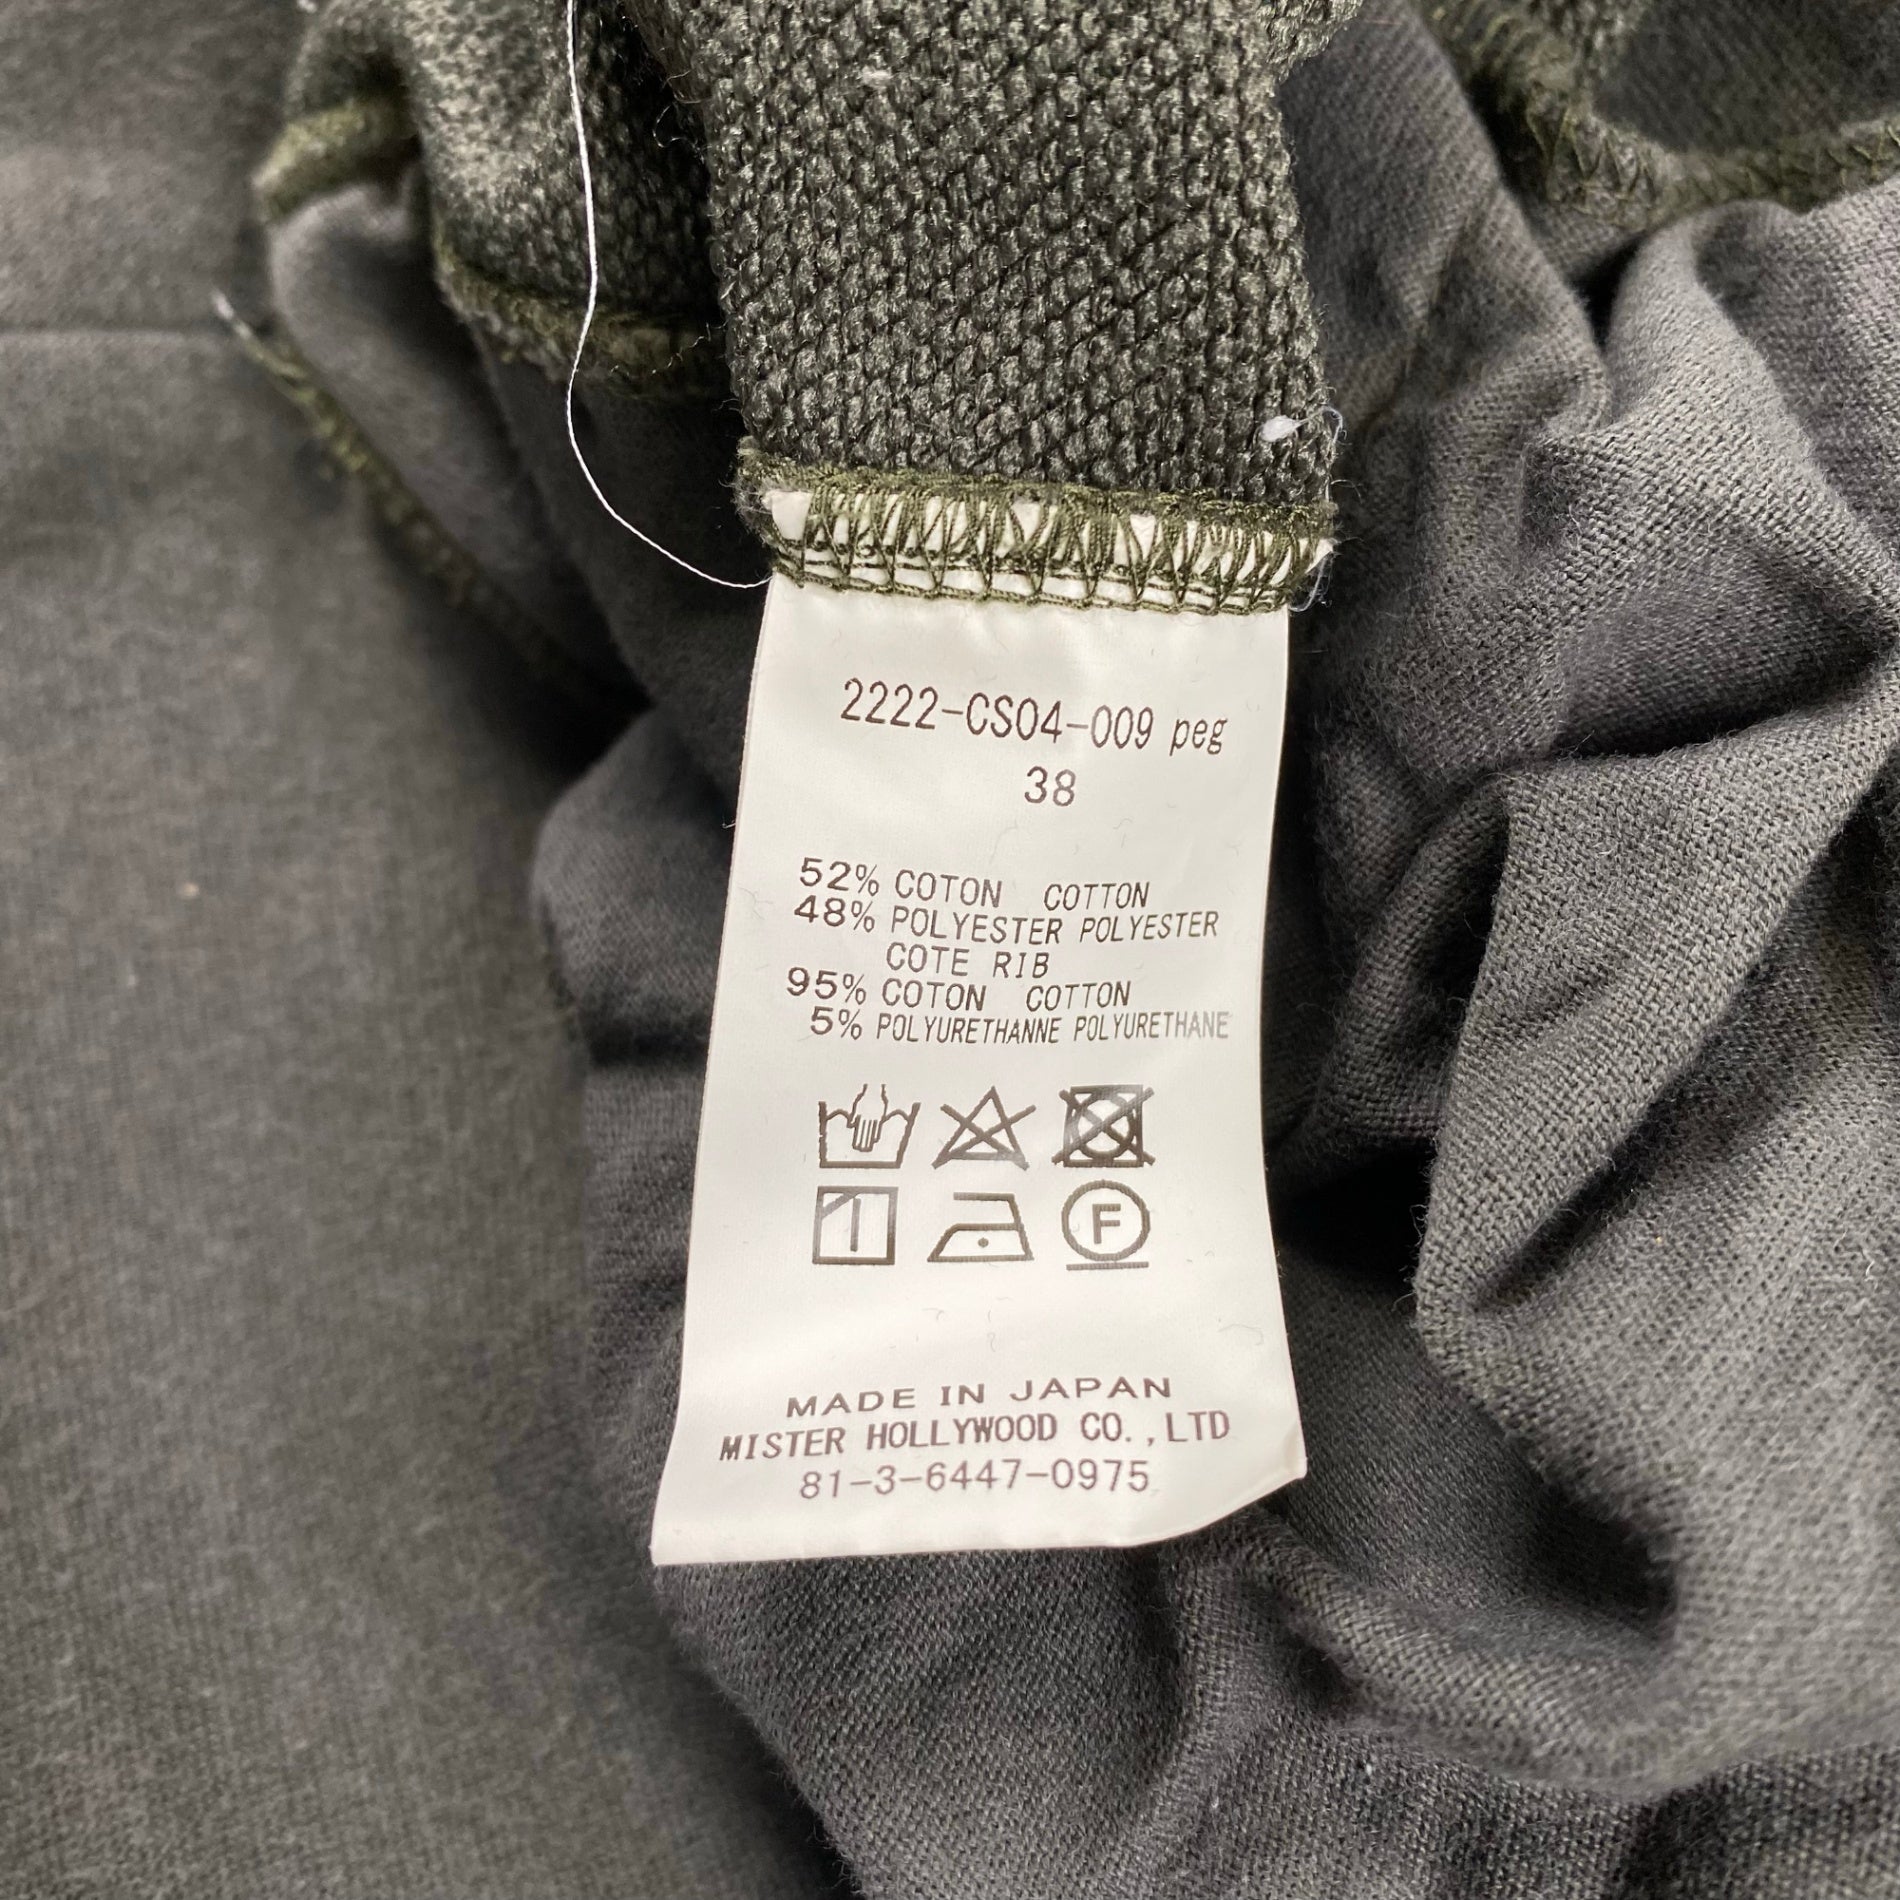 2222-CS04-009 peg
38
52% COTON COTTON
48% POLYESTER POLYESTER
COTE RIB
95% COTON COTTON
5% POLYURETHANNE POLYURETHANE
F
MADE IN JAPAN
MISTER HOLLYWOOD CO.,LTD
81-3-6447-0975